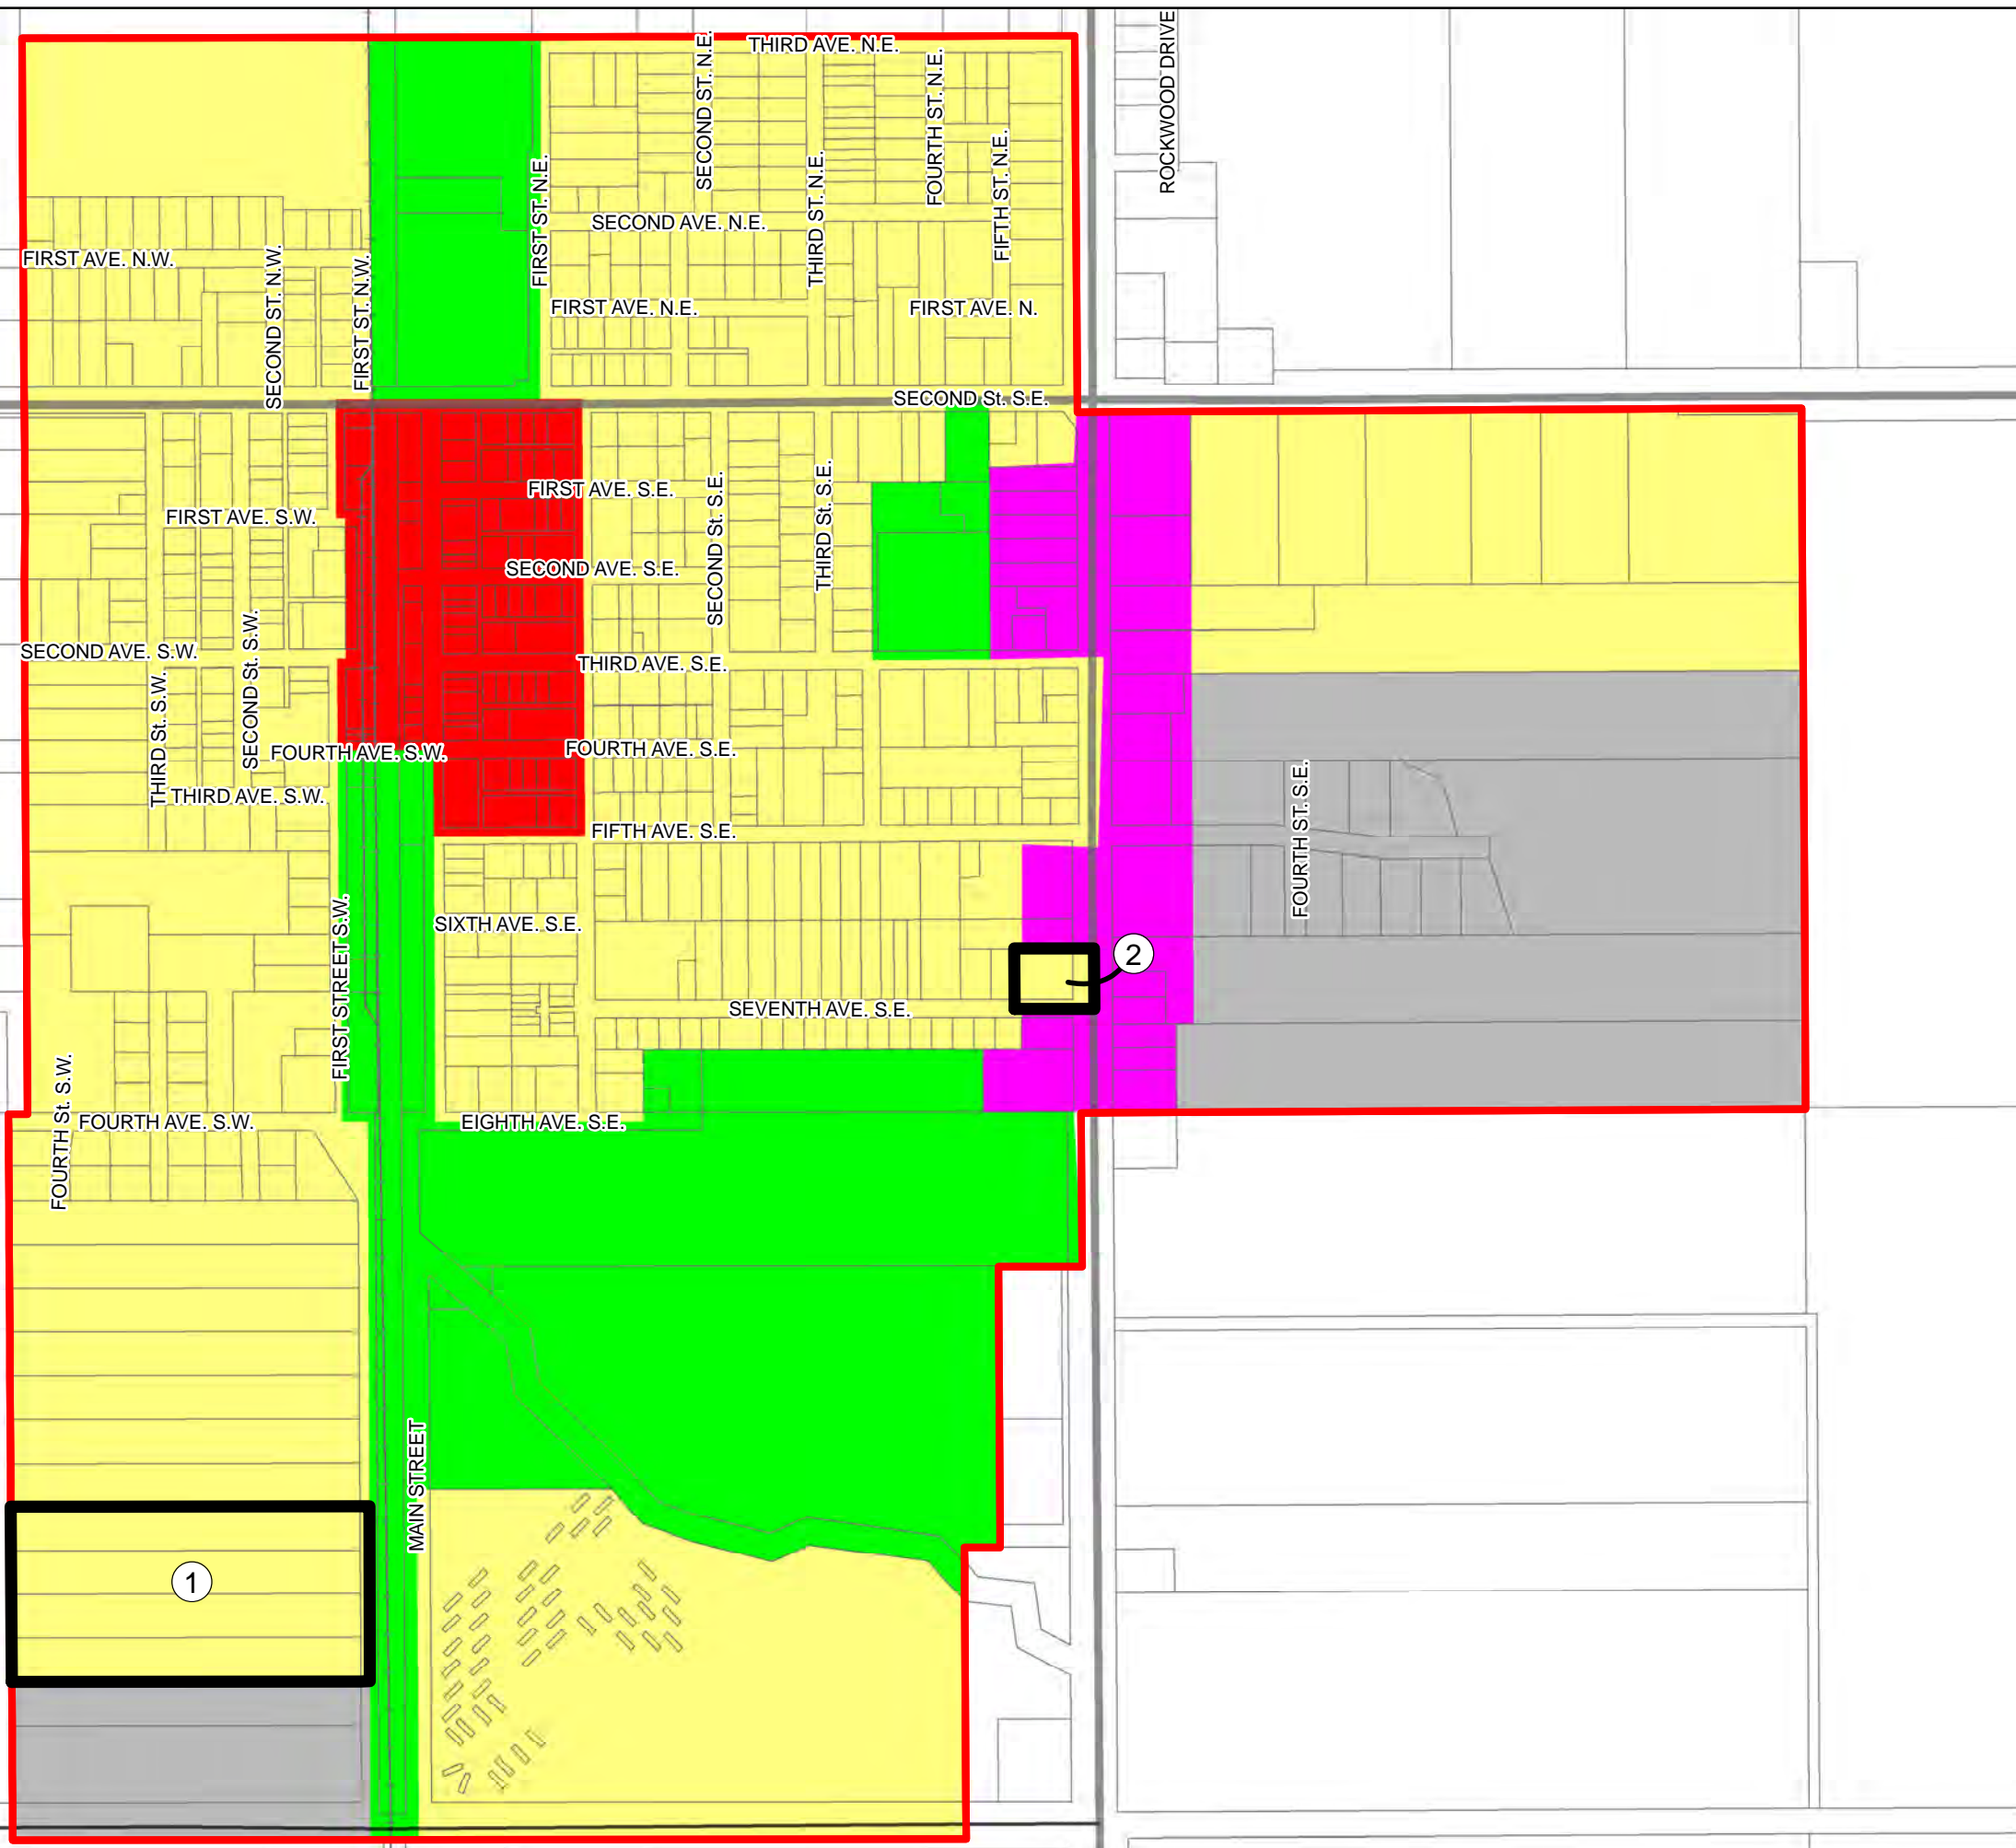 THIRD AVE. N.E.
ROCKWOOD DRIVE
SECOND ST. N.E.
FOURTH ST. N.E.
FIFTH ST. N.E.
FIRST ST. N.E.
THIRD ST. N.E.
SECOND AVE. N.E.
FIRST AVE. N.W.
SECOND ST. N.W.
FIRST ST. N.W.
FIRST AVE. N.E.
FIRST AVE. N.
SECOND St. S.E.
FIRST AVE. S.E.
SECOND St. S.E.
THIRD St. S.E.
FIRST AVE. S.W.
SECOND AVE. S.E.
SECOND AVE. S.W.
SECOND St. S.W.
THIRD AVE. S.E.
THIRD St. S.W.
FOURTH AVE. S.W.
FOURTH AVE. S.E.
THIRD AVE. S.W.
FOURTH ST. S.E.
FIFTH AVE. S.E.
FIRST STREET S.W.
SIXTH AVE. S.E.
2
SEVENTH AVE. S.E.
FOURTH St. S.W.
FOURTH AVE. S.W.
EIGHTH AVE. S.E.
MAIN STREET
1